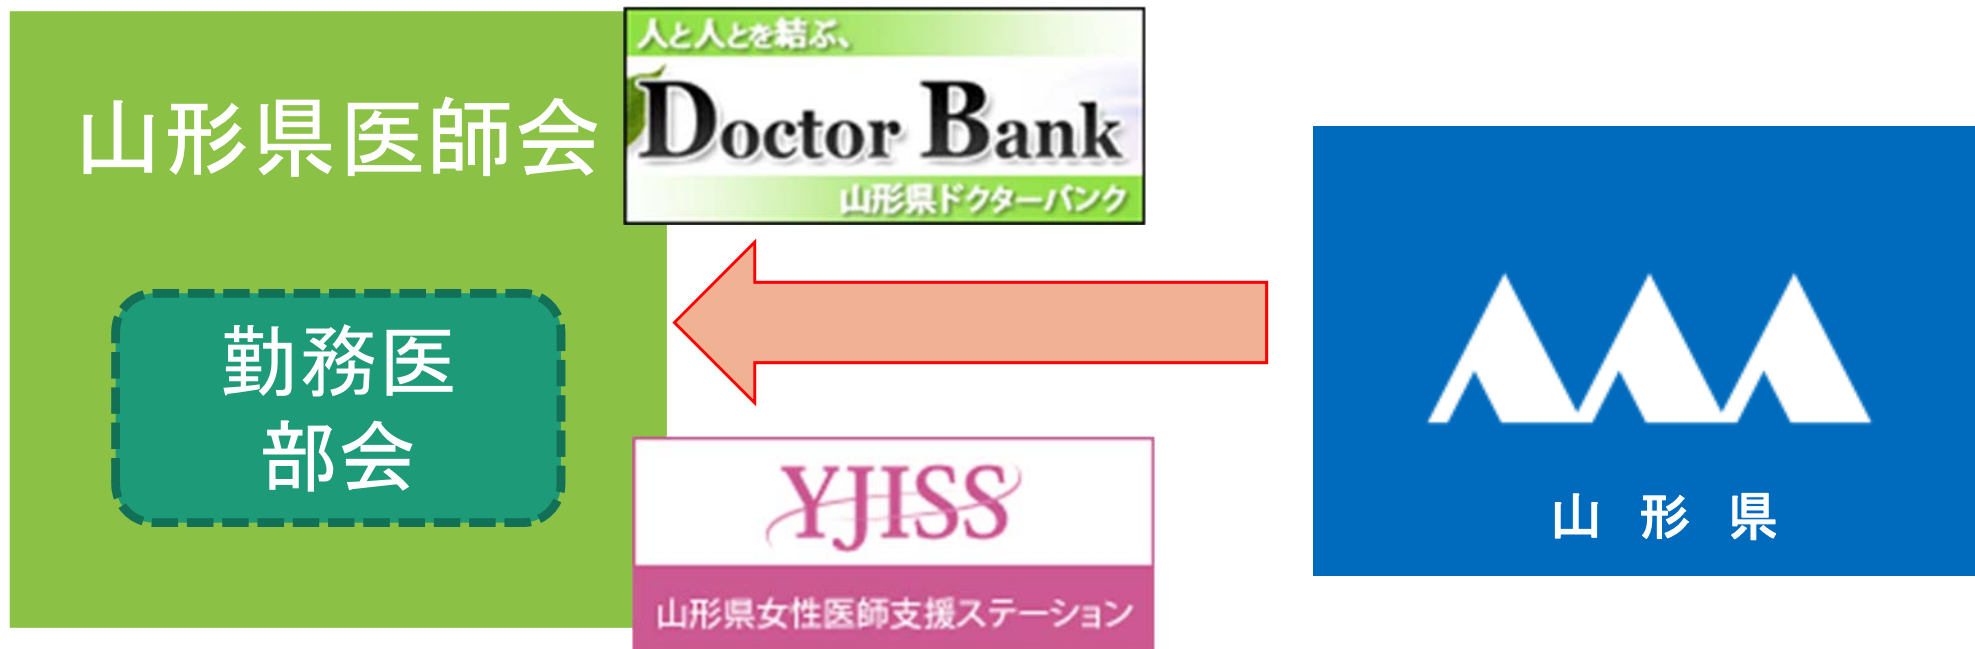 山形県医師会
勤務医
部会
人と人とを結ぶ、
Doctor Bank
山形県ドクターバンク
YJISS
山形県女性医師支援ステーション
山 形 県